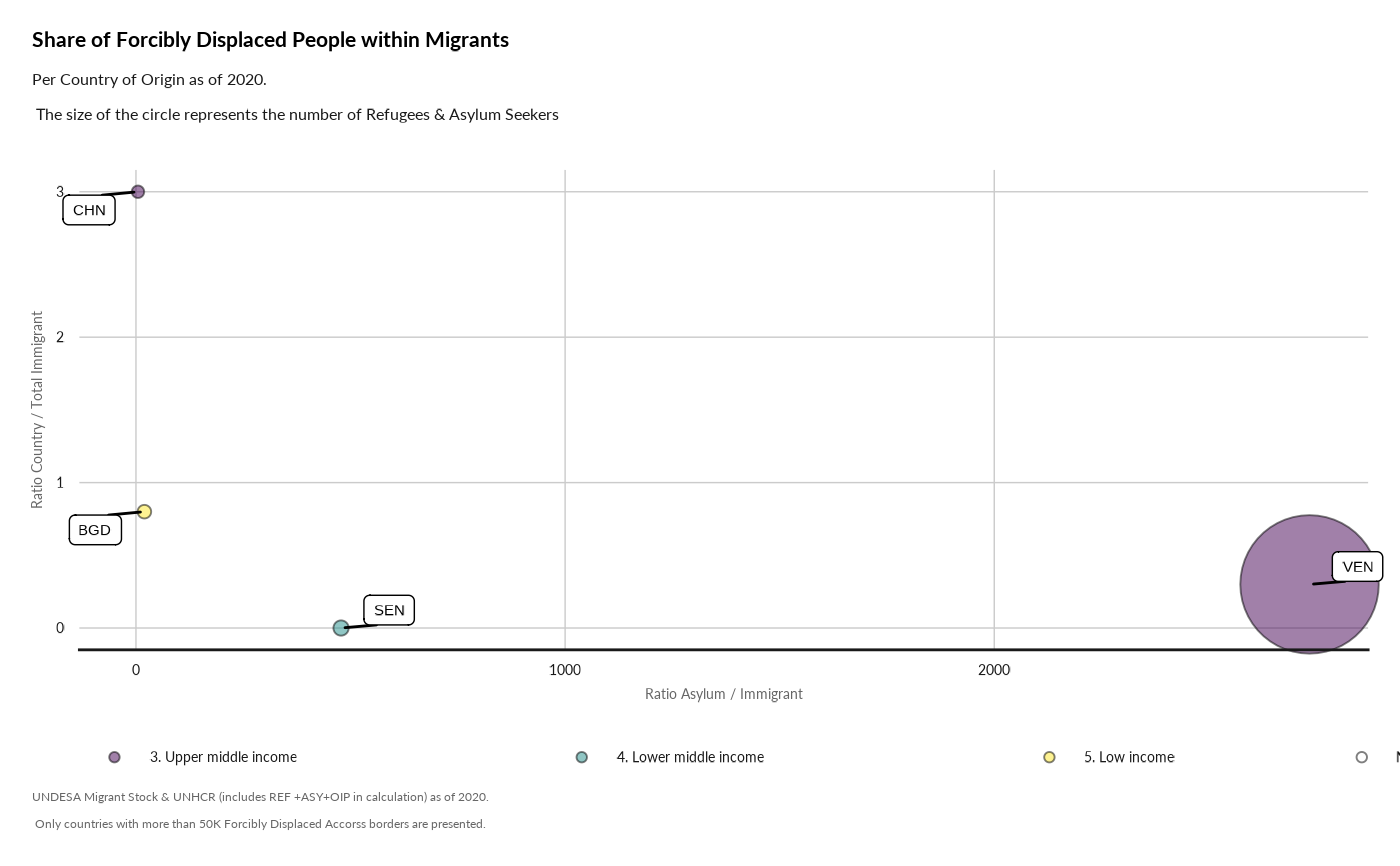 Share of Forcibly Displaced People within Migrants
Per Country of Origin as of 2020.
The size of the circle represents the number of Refugees & Asylum Seekers
Ratio Country / Total Immigrant
3
2
1
0
CHN
BGD
SEN
VEN
0
1000
2000
Ratio Asylum / Immigrant
3. Upper middle income
4. Lower middle income
5. Low income
UNDESA Migrant Stock & UNHCR (includes REF +ASY+OIP in calculation) as of 2020.
Only countries with more than 50K Forcibly Displaced Accorss borders are presented.